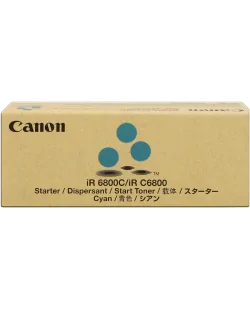 Canon
™
iR 6800C/iR C6800
Starter / Dispersant / Start Toner / 载体 / スターター
Cyan / 青色 / シアン